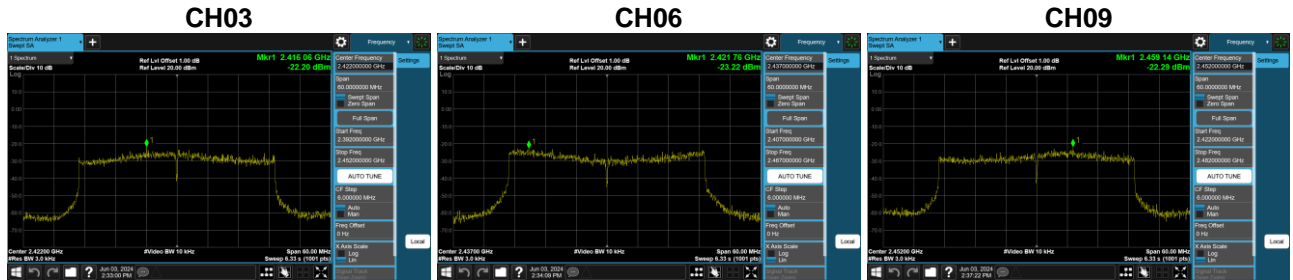 CH03
Spectrum Analyzer 1
Swept SA
Frequency
1 Spectrum
Scale/Div 10 dB
Log
Ref Lvl Offset 1.00 dB
Ref Level 20.00 dBm
Mkr1 2.416 06 GHz
-22.20 dBm
1
Center 2.42200 GHz
#Res BW 3.0 kHz
#Video BW 10 kHz
Span 60.00 MHz
Sweep 6.33 s (1001 pts)
Center Frequency
2.422000000 GHz
Span
60.0000000 MHz
Swept Span
Zero Span
Full Span
Start Freq
2.392000000 GHz
Stop Freq
2.452000000 GHz
AUTO TUNE
CF Step
6.000000 MHz
Auto
Man
Freq Offset
0 Hz
X Axis Scale
Log
Lin
Settings
Local
Jun 03, 2024
2:33:00 PM
CH06
Spectrum Analyzer 1
Swept SA
Frequency
1 Spectrum
Scale/Div 10 dB
Log
Ref Lvl Offset 1.00 dB
Ref Level 20.00 dBm
Mkr1 2.421 76 GHz
-23.22 dBm
1
Center 2.43700 GHz
#Res BW 3.0 kHz
#Video BW 10 kHz
Span 60.00 MHz
Sweep 6.33 s (1001 pts)
Center Frequency
2.437000000 GHz
Span
60.0000000 MHz
Swept Span
Zero Span
Full Span
Start Freq
2.407000000 GHz
Stop Freq
2.467000000 GHz
AUTO TUNE
CF Step
6.000000 MHz
Auto
Man
Freq Offset
0 Hz
X Axis Scale
Log
Lin
Settings
Local
Jun 03, 2024
2:34:09 PM
CH09
Spectrum Analyzer 1
Swept SA
Frequency
1 Spectrum
Scale/Div 10 dB
Log
Ref Lvl Offset 1.00 dB
Ref Level 20.00 dBm
Mkr1 2.459 14 GHz
-22.29 dBm
1
Center 2.45200 GHz
#Res BW 3.0 kHz
#Video BW 10 kHz
Span 60.00 MHz
Sweep 6.33 s (1001 pts)
Center Frequency
2.452000000 GHz
Span
60.0000000 MHz
Swept Span
Zero Span
Full Span
Start Freq
2.422000000 GHz
Stop Freq
2.482000000 GHz
AUTO TUNE
CF Step
6.000000 MHz
Auto
Man
Freq Offset
0 Hz
X Axis Scale
Log
Lin
Settings
Local
Jun 03, 2024
2:37:22 PM